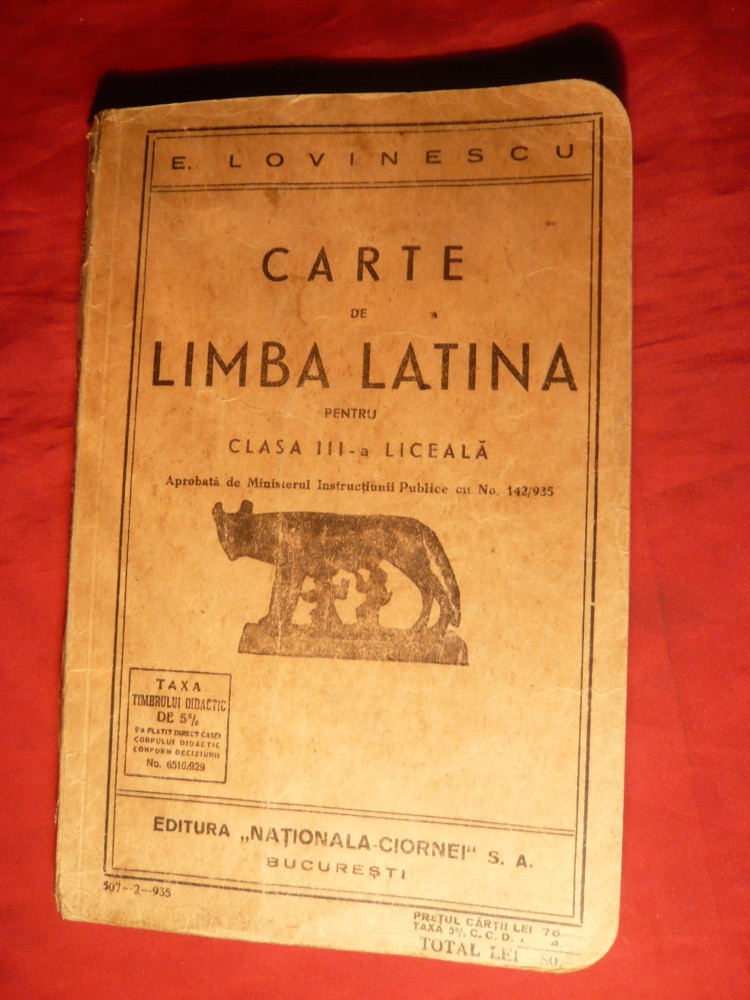 E. LOVINESCU
CARTE
DE
LIMBA LATINA
PENTRU
CLASA III-a LICEALĂ
Aprobată de Ministerul Instrucțiunii Publice cu No. 142/935
TAXA
TIMBRULUI DIDACTIC
DE 5%
S'A PLATIT DIRECT CASEI
CORPULUI DIDACTIC
CONFORM DECIZIUNII
No. 6516/929
EDITURA „NAȚIONALA-CIORNEI" S. A.
BUCUREȘTI
507--2--935
PREȚUL CĂRȚII LEI 76.
TAXA 5% C. C. D. . 4
TOTAL LEI 80.—